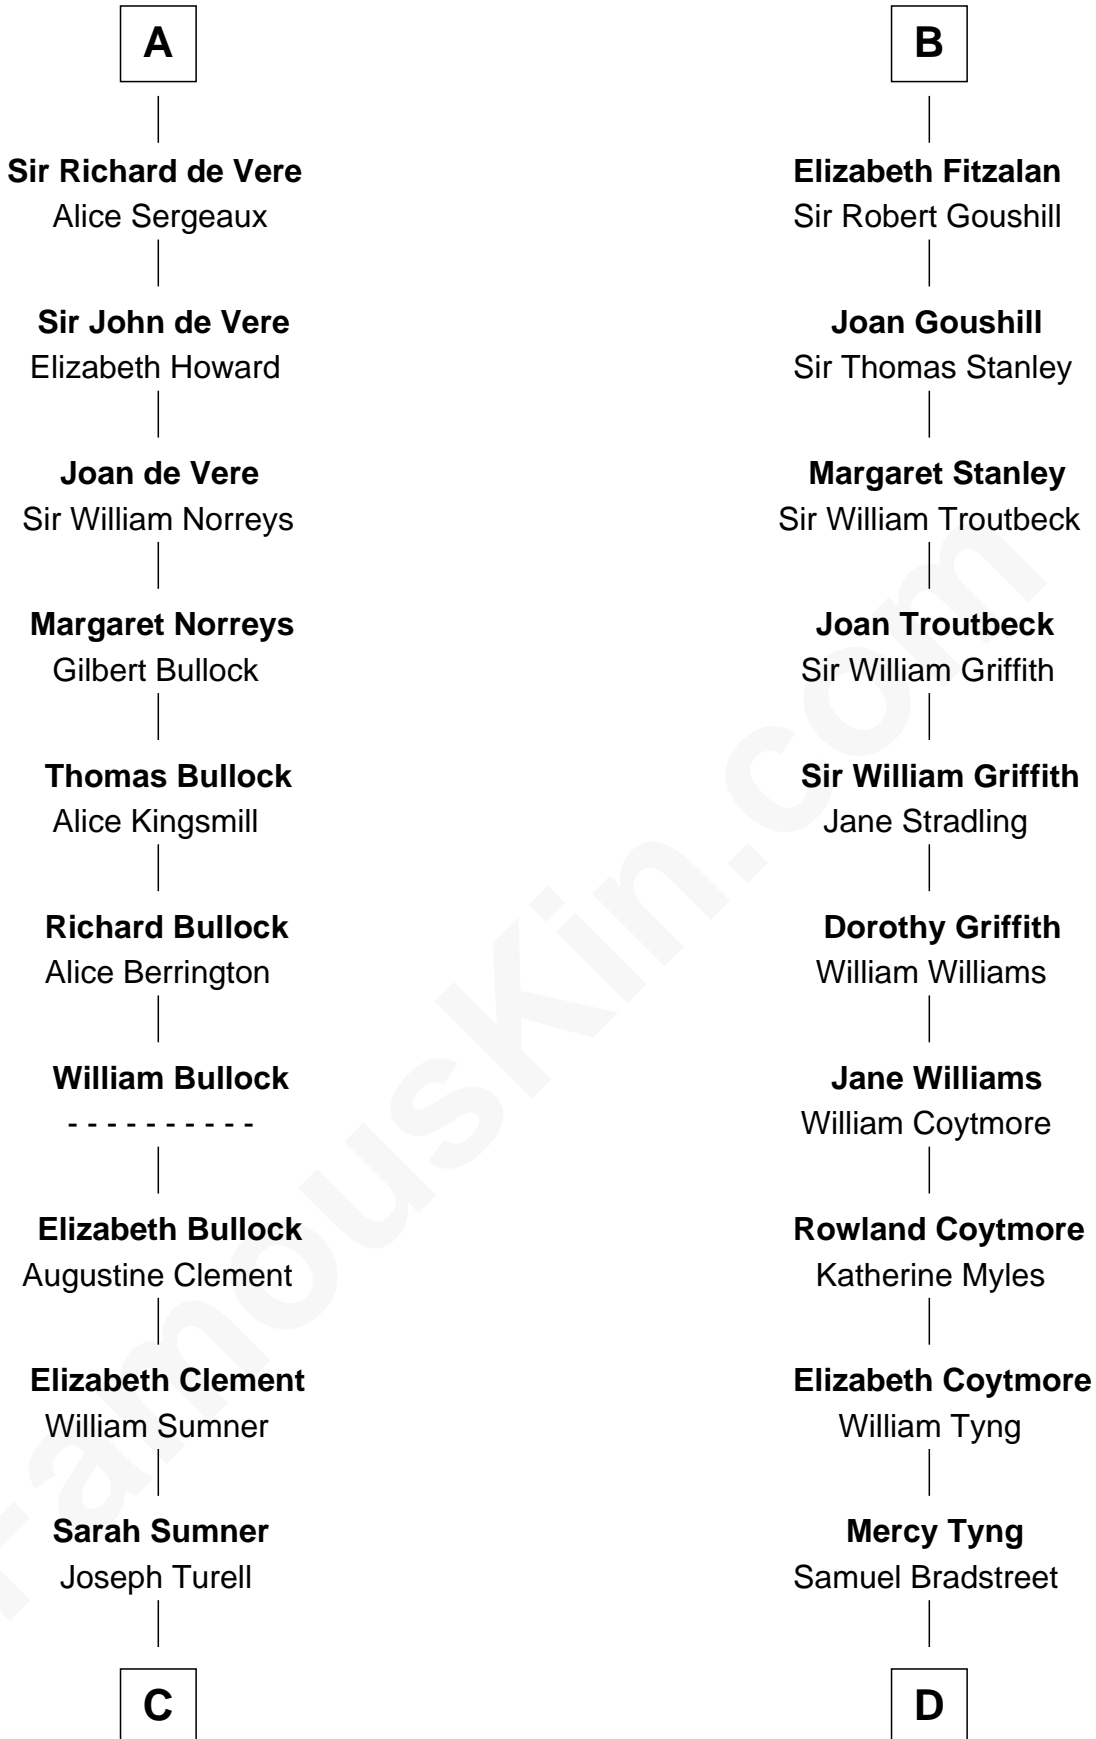 A
Sir Richard de Vere
Alice Sergeaux
Sir John de Vere
Elizabeth Howard
Joan de Vere
Sir William Norreys
Margaret Norreys
Gilbert Bullock
Thomas Bullock
Alice Kingsmill
Richard Bullock
Alice Berrington
William Bullock
- - - - - - - - - -
Elizabeth Bullock
Augustine Clement
Elizabeth Clement
William Sumner
Sarah Sumner
Joseph Turell
C
B
Elizabeth Fitzalan
Sir Robert Goushill
Joan Goushill
Sir Thomas Stanley
Margaret Stanley
Sir William Troutbeck
Joan Troutbeck
Sir William Griffith
Sir William Griffith
Jane Stradling
Dorothy Griffith
William Williams
Jane Williams
William Coytmore
Rowland Coytmore
Katherine Myles
Elizabeth Coytmore
William Tyng
Mercy Tyng
Samuel Bradstreet
D
FamousKin.com